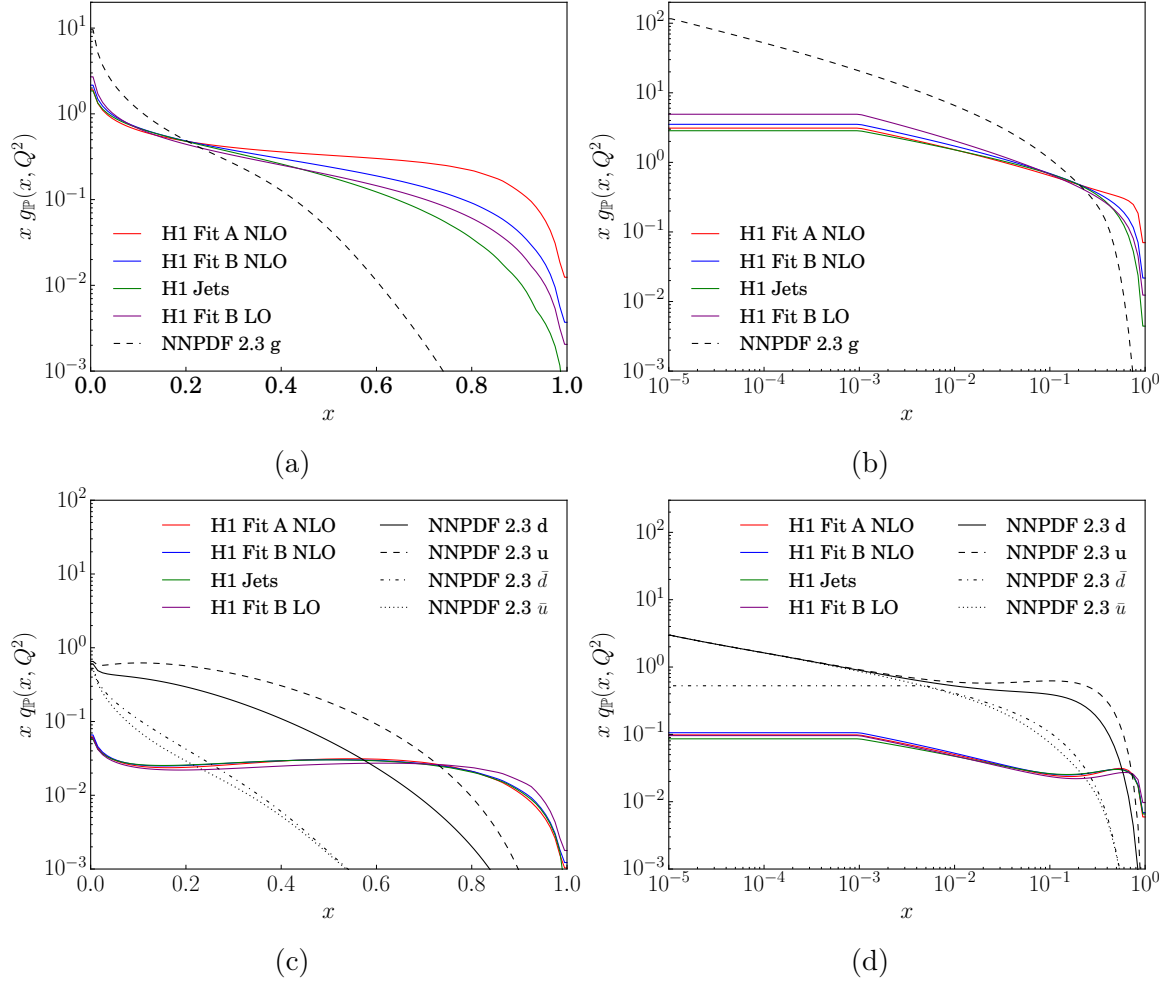 10^1
10^0
10^{-1}
10^{-2}
10^{-3}
x g_ℙ(x, Q^2)
H1 Fit A NLO
H1 Fit B NLO
H1 Jets
H1 Fit B LO
NNPDF 2.3 g
0.0 0.2 0.4 0.6 0.8 1.0
x
(a)
10^2
10^1
10^0
10^{-1}
10^{-2}
10^{-3}
x g_ℙ(x, Q^2)
H1 Fit A NLO
H1 Fit B NLO
H1 Jets
H1 Fit B LO
NNPDF 2.3 g
10^{-5} 10^{-4} 10^{-3} 10^{-2} 10^{-1} 10^0
x
(b)
10^2
10^1
10^0
10^{-1}
10^{-2}
10^{-3}
x q_ℙ(x, Q^2)
H1 Fit A NLO
H1 Fit B NLO
H1 Jets
H1 Fit B LO
NNPDF 2.3 d
NNPDF 2.3 u
NNPDF 2.3 d̄
NNPDF 2.3 ū
0.0 0.2 0.4 0.6 0.8 1.0
x
(c)
10^2
10^1
10^0
10^{-1}
10^{-2}
10^{-3}
x q_ℙ(x, Q^2)
H1 Fit A NLO
H1 Fit B NLO
H1 Jets
H1 Fit B LO
NNPDF 2.3 d
NNPDF 2.3 u
NNPDF 2.3 d̄
NNPDF 2.3 ū
10^{-5} 10^{-4} 10^{-3} 10^{-2} 10^{-1} 10^0
x
(d)